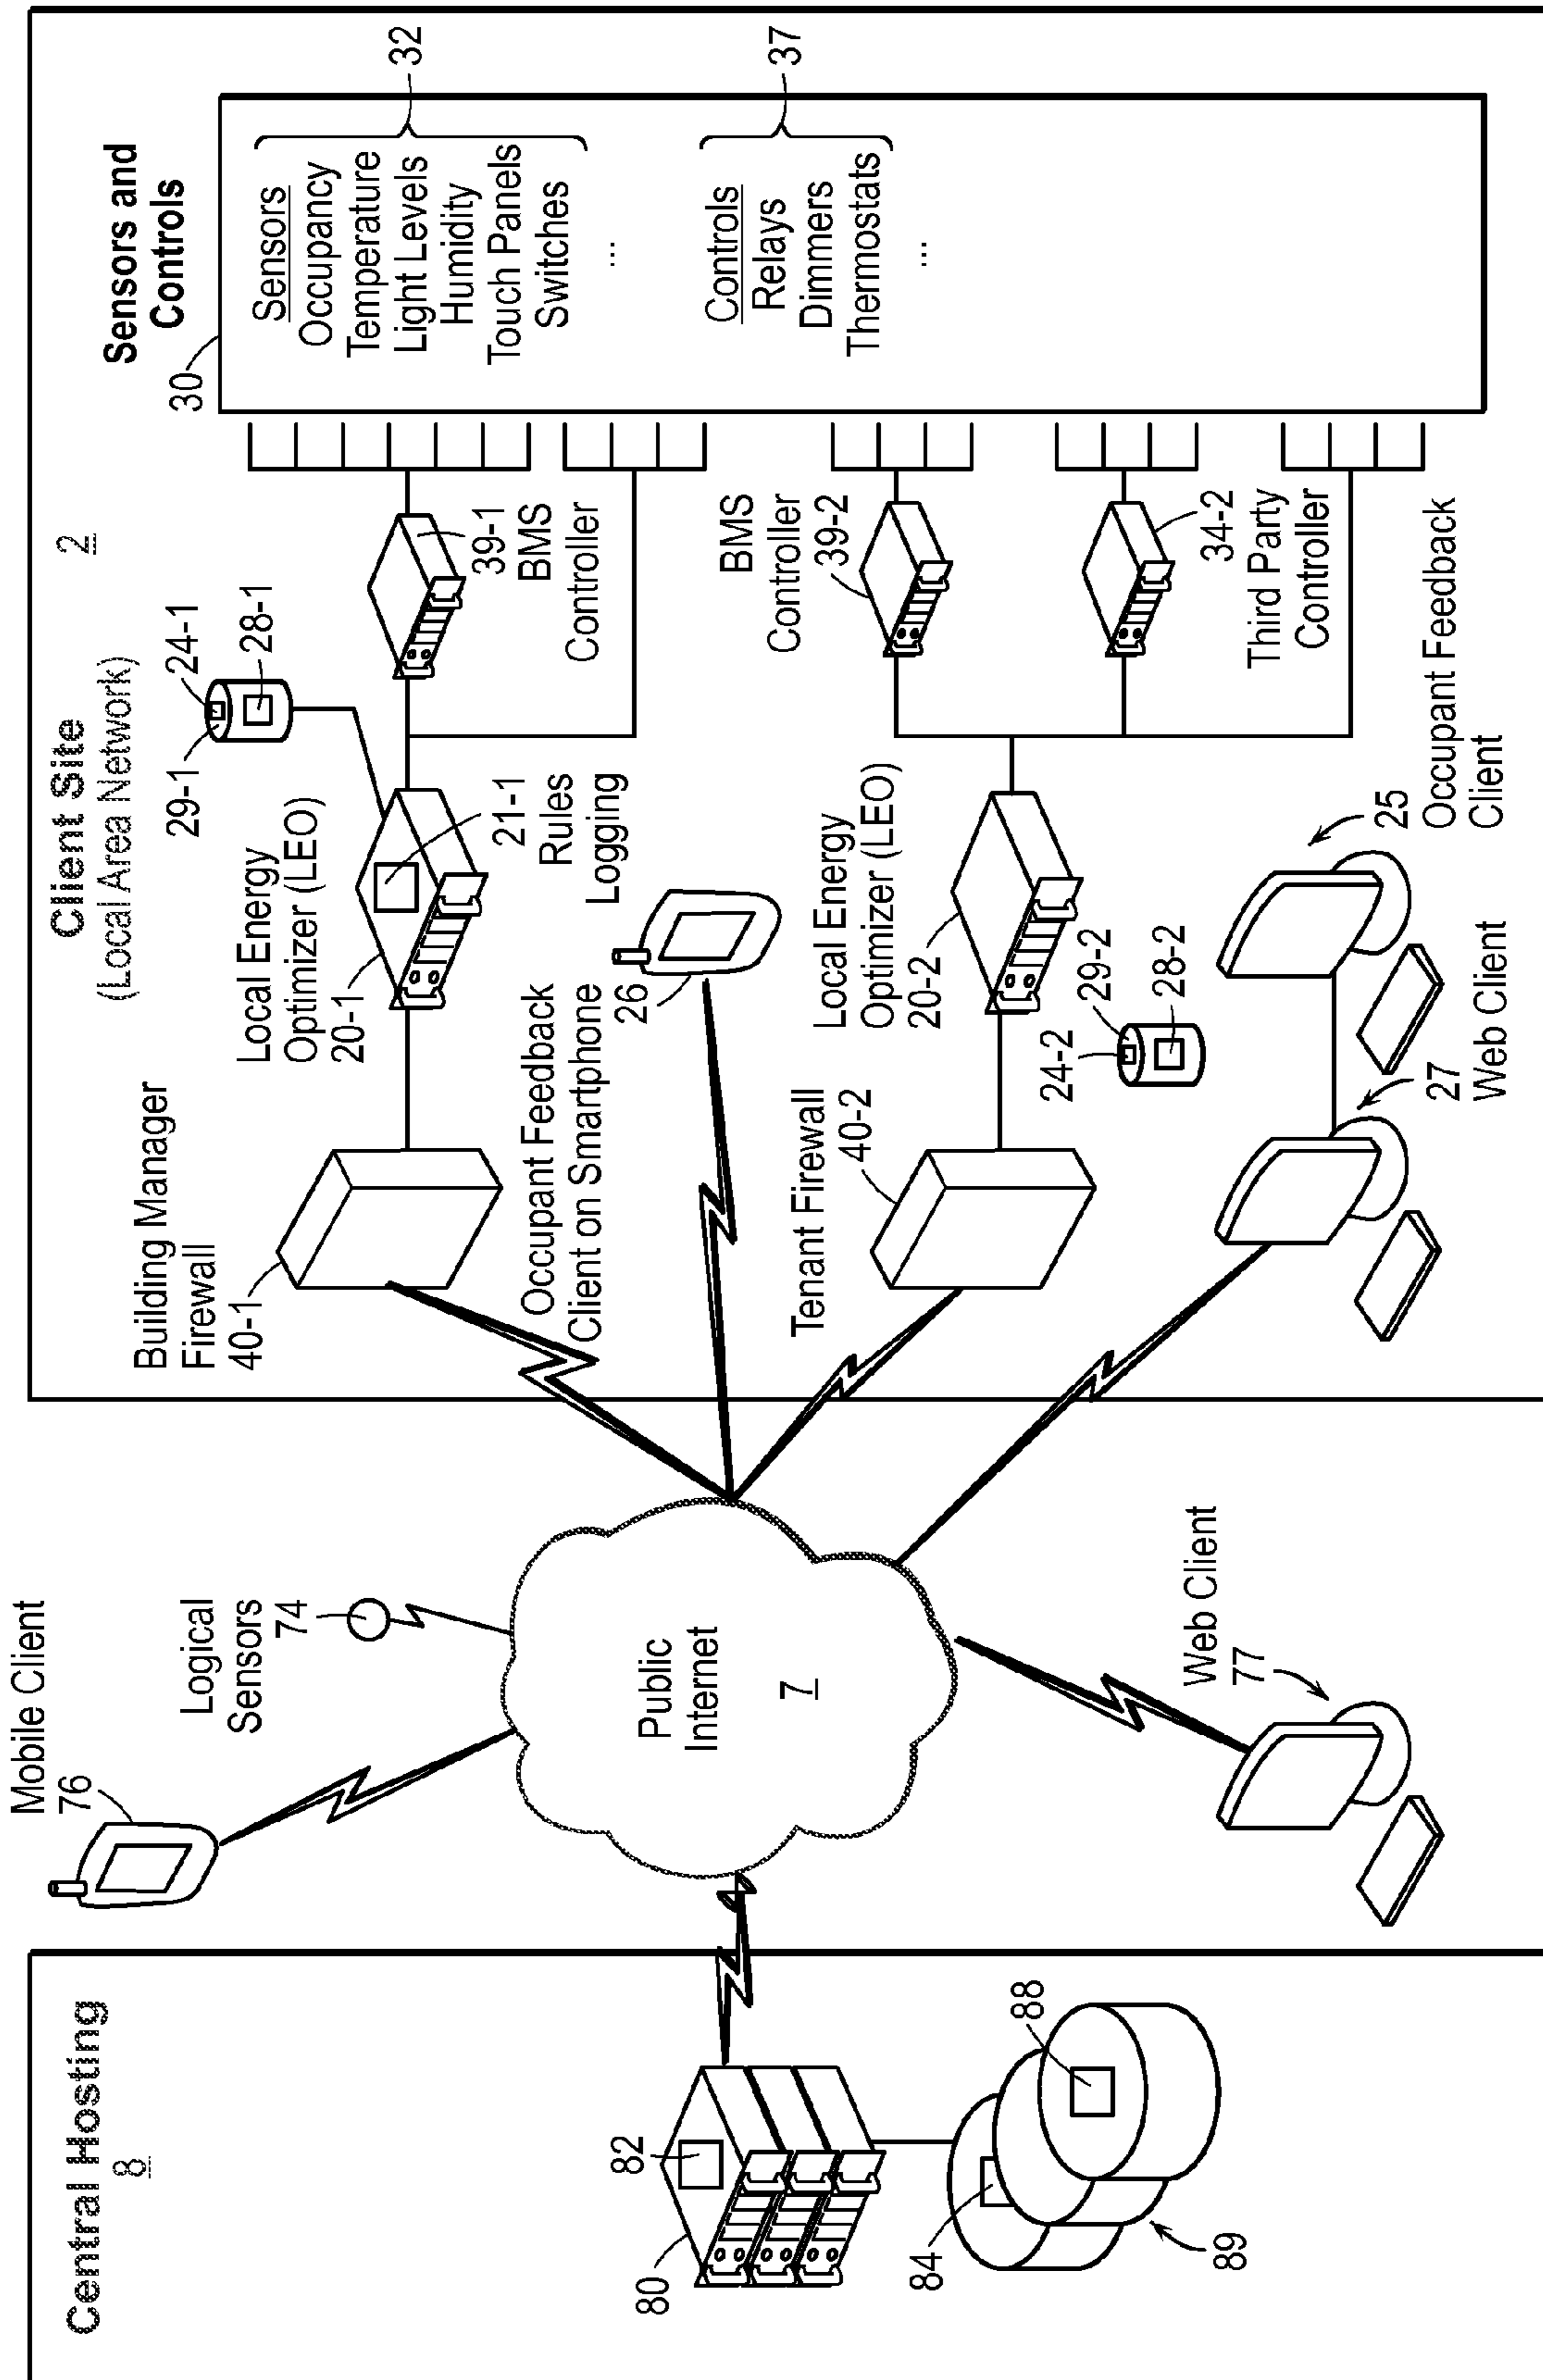 Central Hosting
8
80
82
84
88
89
Mobile Client
76
Logical
Sensors
74
Public
Internet
7
Web Client
77
Client Site
2
(Local Area Network)
Building Manager
Firewall
40-1
Local Energy
Optimizer (LEO)
20-1
29-1
24-1
28-1
21-1
Rules
Logging
39-1
BMS
Controller
Occupant Feedback
Client on Smartphone
26
Tenant Firewall
40-2
Local Energy
Optimizer (LEO)
20-2
24-2
29-2
28-2
BMS
Controller
39-2
34-2
Third Party
Controller
27
Web Client
25
Occupant Feedback
Client
Sensors and
Controls
30
Sensors
Occupancy
Temperature
Light Levels
Humidity
Touch Panels
Switches
...
32
Controls
Relays
Dimmers
Thermostats
...
37